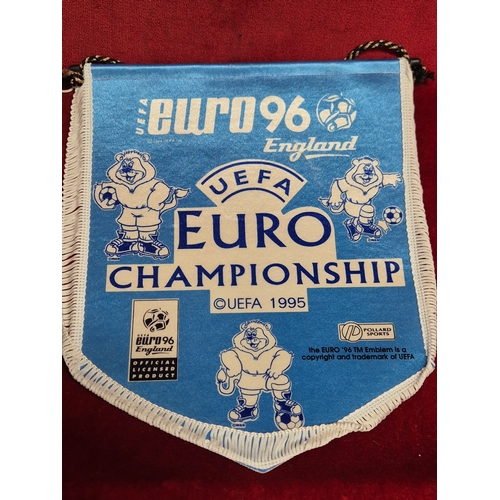 UEFA euro96
England
UEFA
EURO
CHAMPIONSHIP
©UEFA 1995
UEFA
euro96
England
OFFICIAL
LICENSED
PRODUCT
POLLARD
SPORTS
the EURO '96 TM Emblem is a
copyright and trademark of UEFA